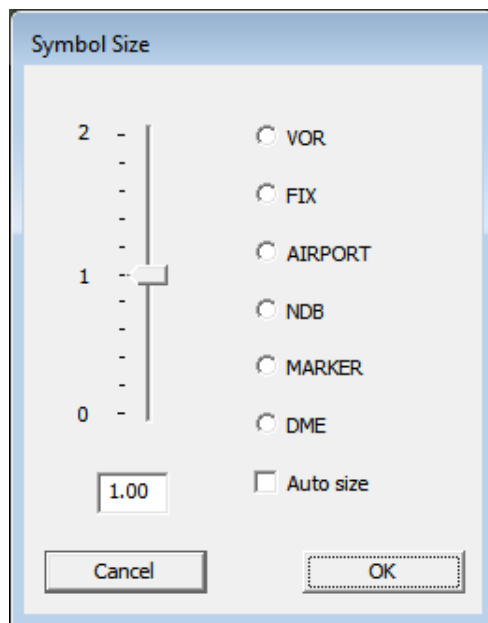 Symbol Size
2
1
0
1.00
VOR
FIX
AIRPORT
NDB
MARKER
DME
Auto size
Cancel
OK